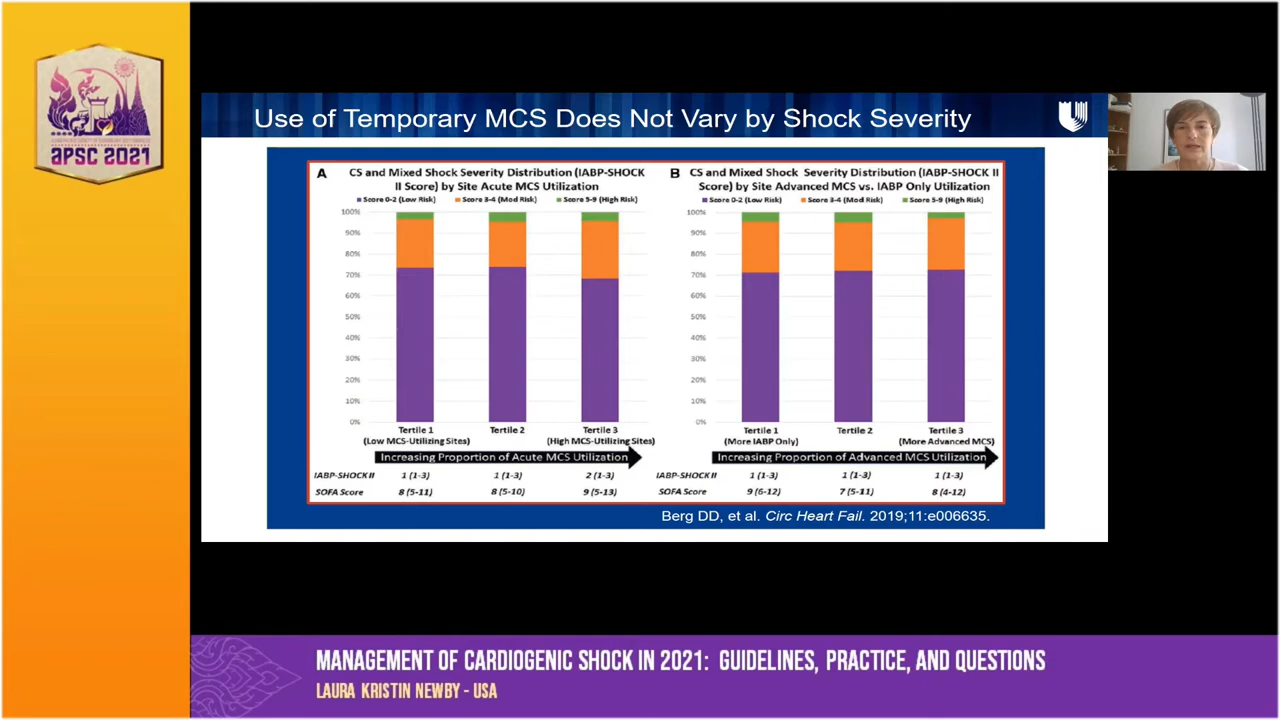 APSC 2021
Use of Temporary MCS Does Not Vary by Shock Severity
A
CS and Mixed Shock Severity Distribution (IABP-SHOCK
II Score) by Site Acute MCS Utilization
Score 0-2 (Low Risk) Score 3-4 (Mod Risk) Score 5-9 (High Risk)
100%
90%
80%
70%
60%
50%
40%
30%
20%
10%
0%
Tertile 1 Tertile 2 Tertile 3
(Low MCS-Utilizing Sites) (High MCS-Utilizing Sites)
Increasing Proportion of Acute MCS Utilization
IABP-SHOCK II 1 (1-3) 1 (1-3) 2 (1-3)
SOFA Score 8 (5-11) 8 (5-10) 9 (5-13)
B
CS and Mixed Shock Severity Distribution (IABP-SHOCK II
Score) by Site Advanced MCS vs. IABP Only Utilization
Score 0-2 (Low Risk) Score 3-4 (Mod Risk) Score 5-9 (High Risk)
100%
90%
80%
70%
60%
50%
40%
30%
20%
10%
0%
Tertile 1 Tertile 2 Tertile 3
(More IABP Only) (More Advanced MCS)
Increasing Proportion of Advanced MCS Utilization
IABP-SHOCK II 1 (1-3) 1 (1-3) 1 (1-3)
SOFA Score 9 (6-12) 7 (5-11) 8 (4-12)
Berg DD, et al. Circ Heart Fail. 2019;11:e006635.
MANAGEMENT OF CARDIOGENIC SHOCK IN 2021: GUIDELINES, PRACTICE, AND QUESTIONS
LAURA KRISTIN NEWBY - USA